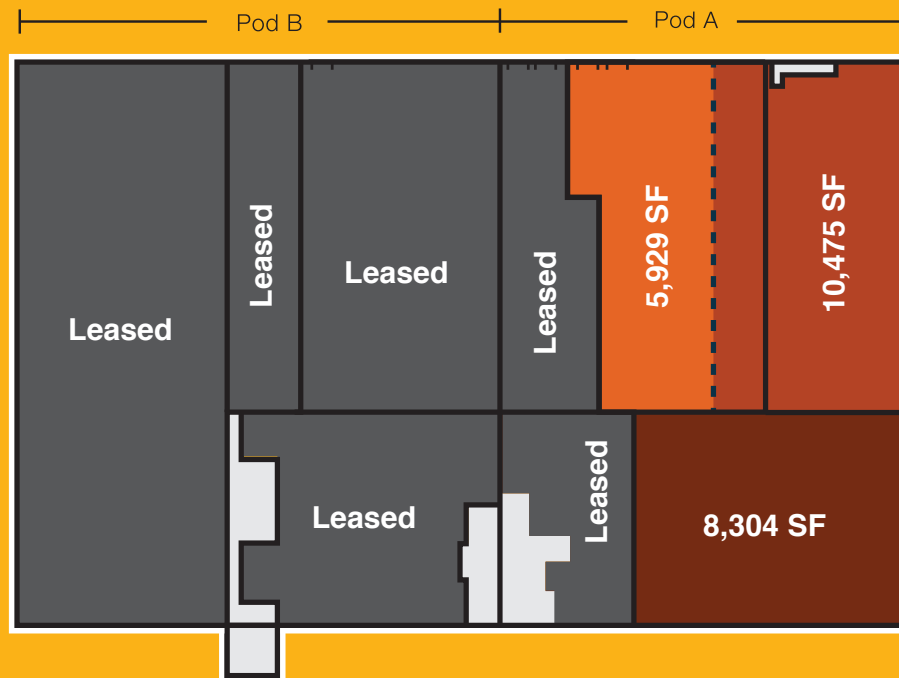 Pod B
Pod A
Leased
Leased
Leased
Leased
5,929 SF
10,475 SF
Leased
Leased
8,304 SF